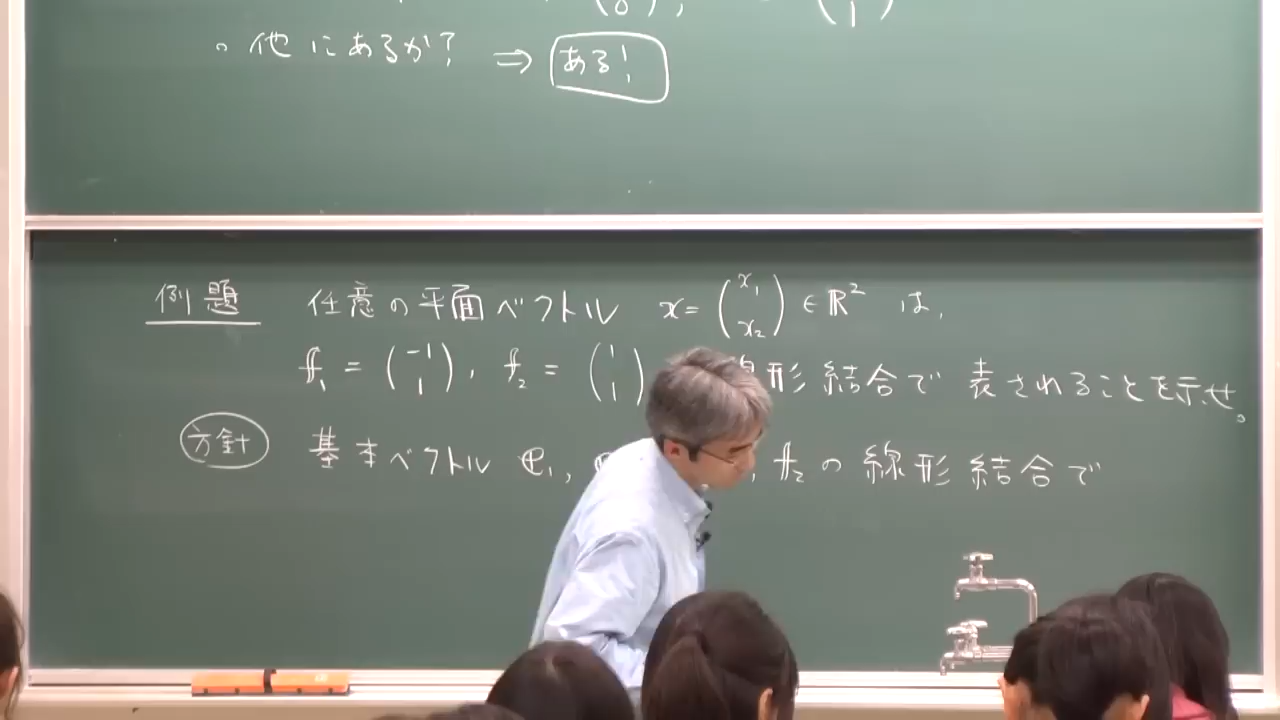 (0), (1)
。他にあるか? ⇒ ある!
例題 任意の平面ベクトル x = (x₁ x₂) ∈ ℝ² は,
f₁ = (-1 1), f₂ = (1 1) 線形結合で 表されることを示せ。
方針 基本ベクトル e₁, f₂ の線形結合で